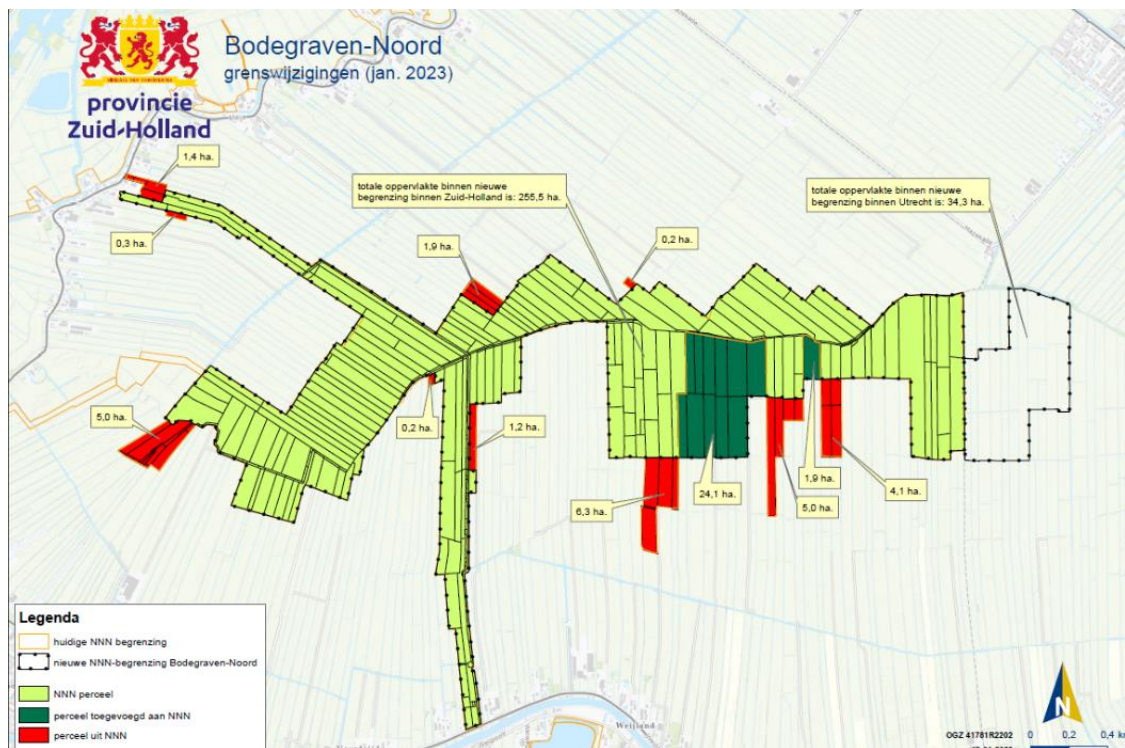 Bodegraven-Noord
grenswijzigingen (jan. 2023)
provincie
Zuid-Holland
1,4 ha.
0,3 ha.
totale oppervlakte binnen nieuwe
begrenzing binnen Zuid-Holland is: 255,5 ha.
totale oppervlakte binnen nieuwe
begrenzing binnen Utrecht is: 34,3 ha.
1,9 ha.
0,2 ha.
5,0 ha.
0,2 ha.
1,2 ha.
6,3 ha.
24,1 ha.
5,0 ha.
1,9 ha.
4,1 ha.
Legenda
huidige NNN begrenzing
nieuwe NNN-begrenzing Bodegraven-Noord
NNN perceel
perceel toegevoegd aan NNN
perceel uit NNN
Weijland
N
OGZ 41781R2202
0 0,2 0,4